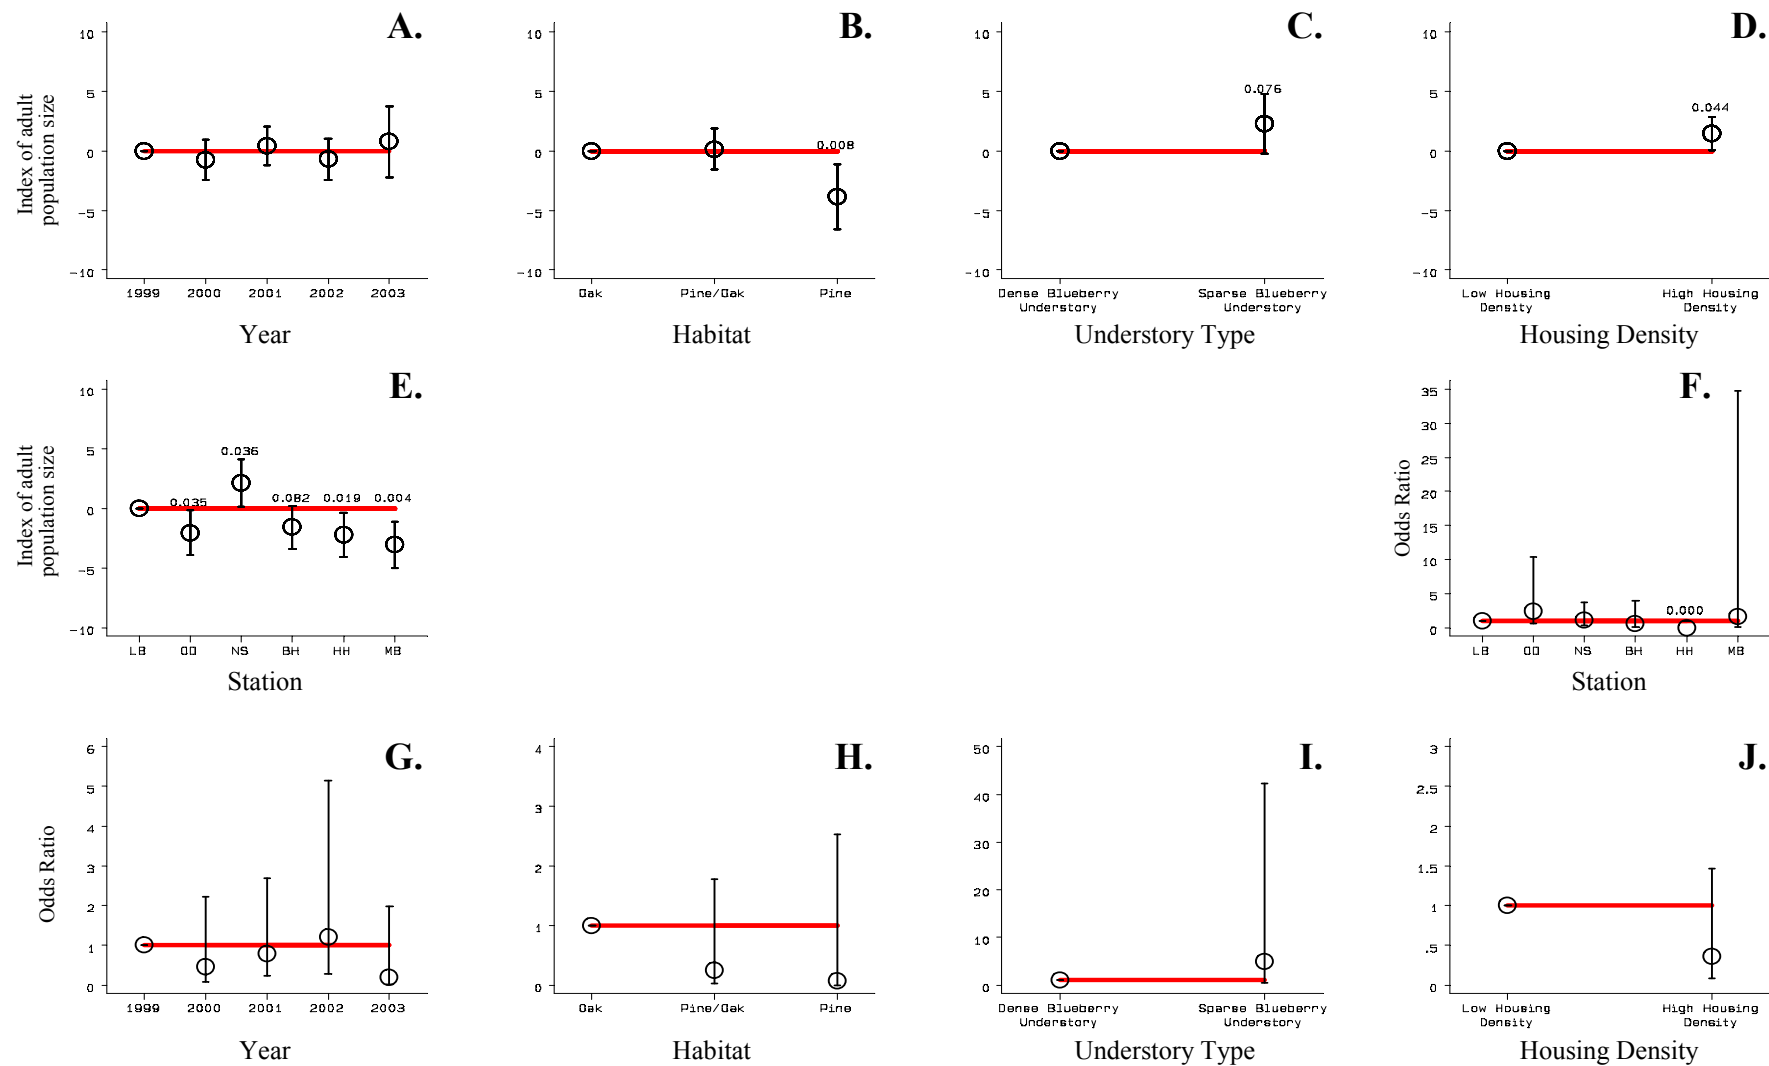 A.
10
5
0
-5
-10
Index of adult
population size
1999 2000 2001 2002 2003
Year
B.
10
5
0
-5
-10
0.008
Oak Pine/Oak Pine
Habitat
C.
10
5
0
-5
-10
0.076
Dense Blueberry Sparse Blueberry
Understory Understory
Understory Type
D.
10
5
0
-5
-10
0.044
Low Housing High Housing
Density Density
Housing Density
E.
10
5
0
-5
-10
Index of adult
population size
0.036
0.035 0.082 0.019 0.004
LB OO NS BH HH MB
Station
F.
35
30
25
20
15
10
5
0
Odds Ratio
0.000
LB OO NS BH HH MB
Station
G.
6
5
4
3
2
1
0
Odds Ratio
1999 2000 2001 2002 2003
Year
H.
4
3
2
1
0
Oak Pine/Oak Pine
Habitat
I.
50
40
30
20
10
0
Dense Blueberry Sparse Blueberry
Understory Understory
Understory Type
J.
3
2.5
2
1.5
1
.5
0
Low Housing High Housing
Density Density
Housing Density